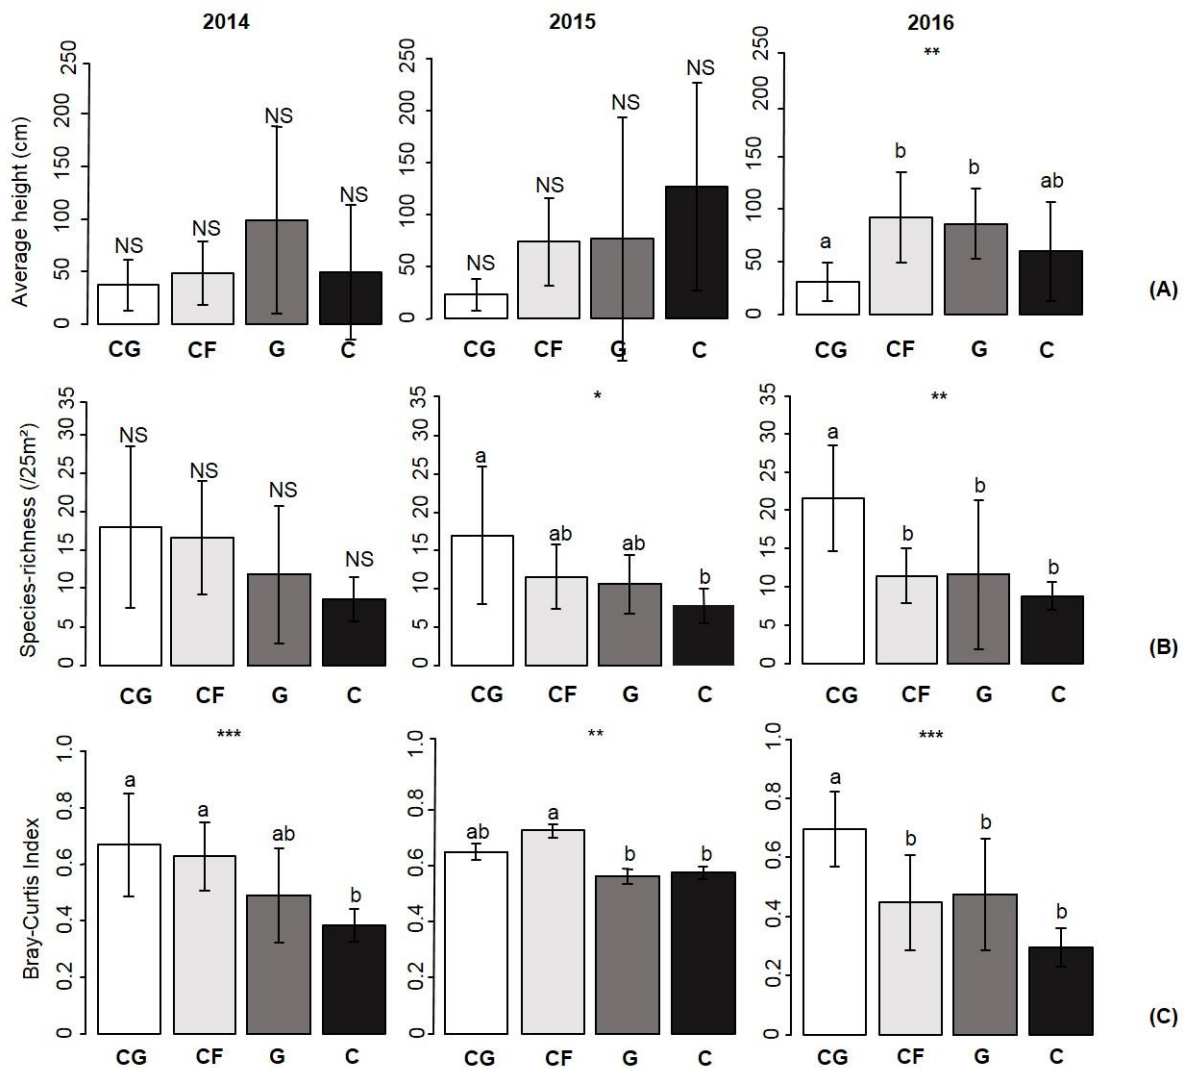 2014 2015 2016
Average height (cm)
0 50 100 150 200 250
NS NS NS NS
CG CF G C
0 50 100 150 200 250
NS NS NS NS
CG CF G C
0 50 100 150 200 250
**
a b b ab
CG CF G C
(A)
Species-richness (/25m²)
0 5 10 15 20 25 30 35
NS NS NS NS
CG CF G C
0 5 10 15 20 25 30 35
*
a ab ab b
CG CF G C
0 5 10 15 20 25 30 35
**
a b b b
CG CF G C
(B)
Bray-Curtis Index
0 0.2 0.4 0.6 0.8 1.0
***
a a ab b
CG CF G C
0 0.2 0.4 0.6 0.8 1.0
**
ab a b b
CG CF G C
0 0.2 0.4 0.6 0.8 1.0
***
a b b b
CG CF G C
(C)